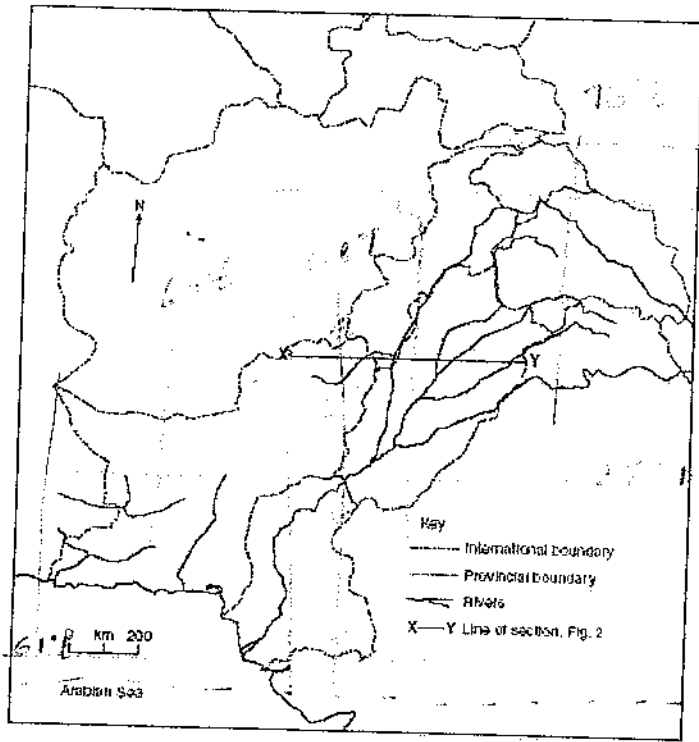 N
X
Y
Key
International boundary
Provincial boundary
Rivers
X—Y Line of section, Fig. 2
0 km 200
Arabian Sea